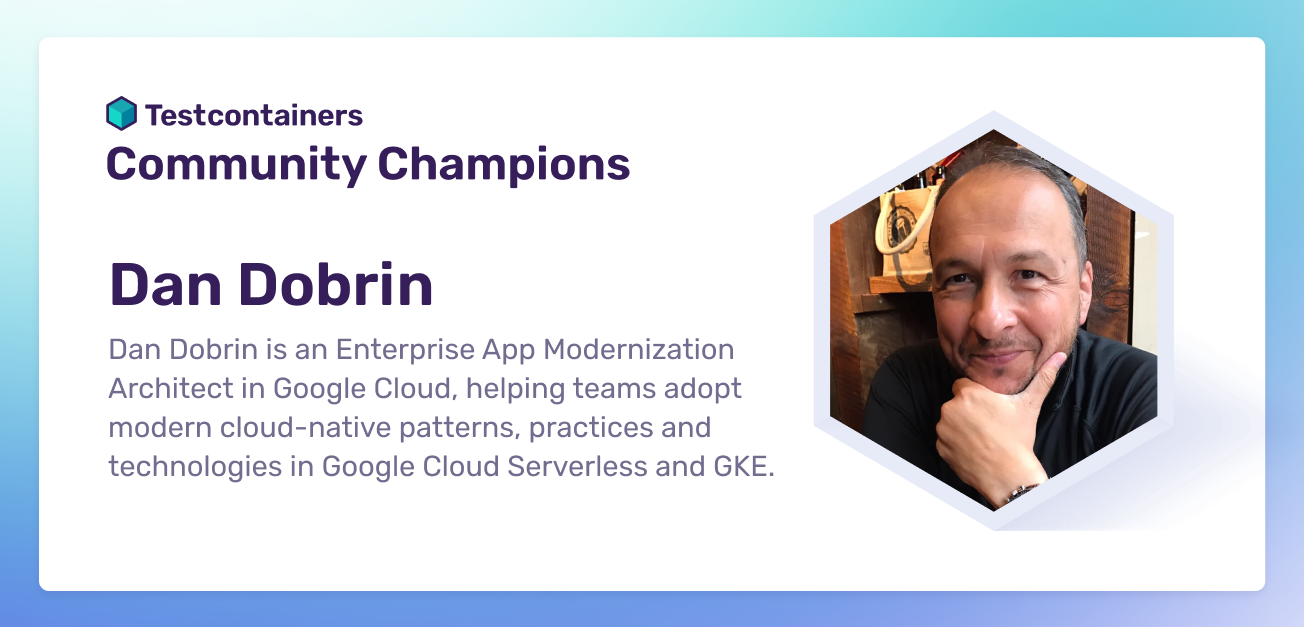 Testcontainers
Community Champions
Dan Dobrin
Dan Dobrin is an Enterprise App Modernization
Architect in Google Cloud, helping teams adopt
modern cloud-native patterns, practices and
technologies in Google Cloud Serverless and GKE.